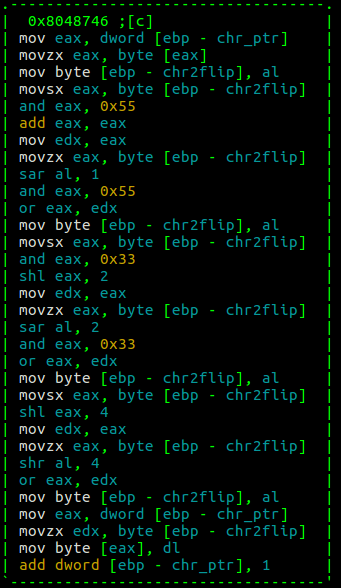 0x8048746 ;[c]
mov eax, dword [ebp - chr_ptr]
movzx eax, byte [eax]
mov byte [ebp - chr2flip], al
movsx eax, byte [ebp - chr2flip]
and eax, 0x55
add eax, eax
mov edx, eax
movzx eax, byte [ebp - chr2flip]
sar al, 1
and eax, 0x55
or eax, edx
mov byte [ebp - chr2flip], al
movsx eax, byte [ebp - chr2flip]
and eax, 0x33
shl eax, 2
mov edx, eax
movzx eax, byte [ebp - chr2flip]
sar al, 2
and eax, 0x33
or eax, edx
mov byte [ebp - chr2flip], al
movsx eax, byte [ebp - chr2flip]
shl eax, 4
mov edx, eax
movzx eax, byte [ebp - chr2flip]
shr al, 4
or eax, edx
mov byte [ebp - chr2flip], al
mov eax, dword [ebp - chr_ptr]
movzx edx, byte [ebp - chr2flip]
mov byte [eax], dl
add dword [ebp - chr_ptr], 1